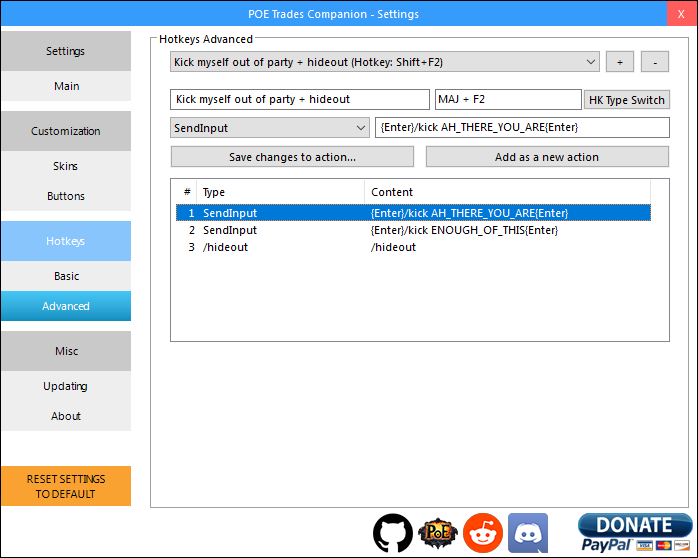 POE Trades Companion - Settings
X
Settings
Main
Customization
Skins
Buttons
Hotkeys
Basic
Advanced
Misc
Updating
About
RESET SETTINGS
TO DEFAULT
Hotkeys Advanced
Kick myself out of party + hideout (Hotkey: Shift+F2)
+
-
Kick myself out of party + hideout
MAJ + F2
HK Type Switch
SendInput
{Enter}/kick AH_THERE_YOU_ARE{Enter}
Save changes to action...
Add as a new action
# Type Content
1 SendInput {Enter}/kick AH_THERE_YOU_ARE{Enter}
2 SendInput {Enter}/kick ENOUGH_OF_THIS{Enter}
3 /hideout /hideout
PoE
DONATE
PayPal
VISA